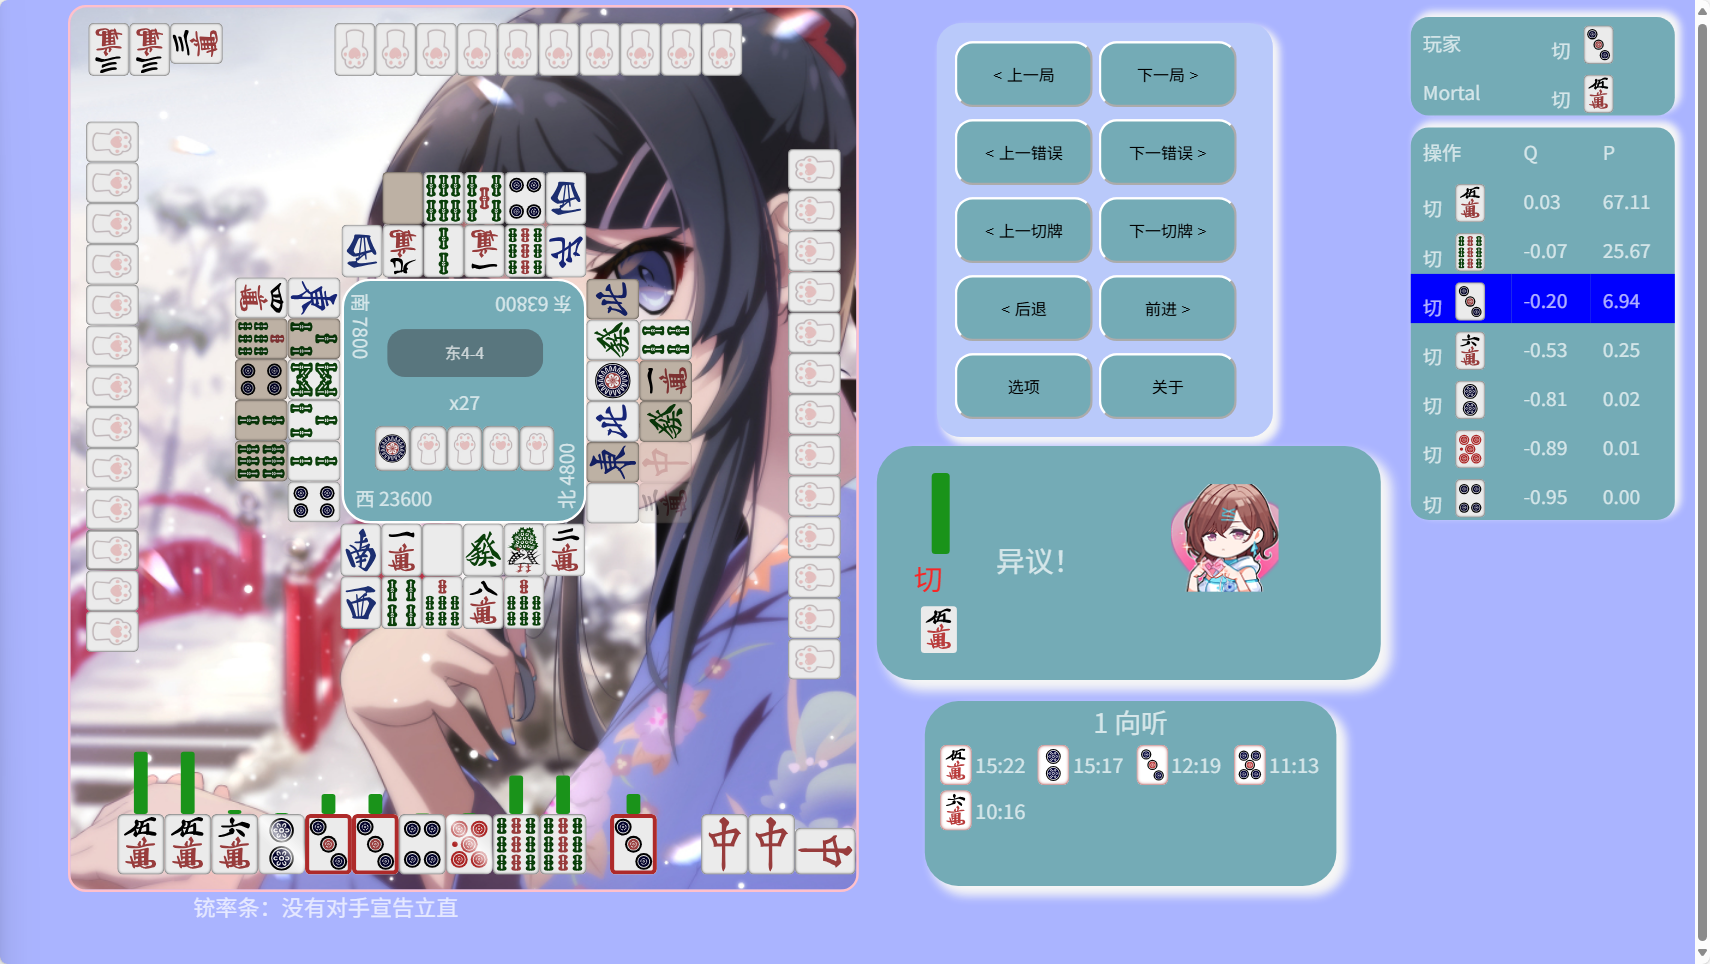 南 7800
东 63800
东4-4
x27
西 23600
北 4800
铳率条：没有对手宣告立直
< 上一局
下一局 >
< 上一错误
下一错误 >
< 上一切牌
下一切牌 >
< 后退
前进 >
选项
关于
切
异议！
1 向听
15:22
15:17
12:19
11:13
10:16
玩家 切
Mortal 切
操作 Q P
切 0.03 67.11
切 -0.07 25.67
切 -0.20 6.94
切 -0.53 0.25
切 -0.81 0.02
切 -0.89 0.01
切 -0.95 0.00